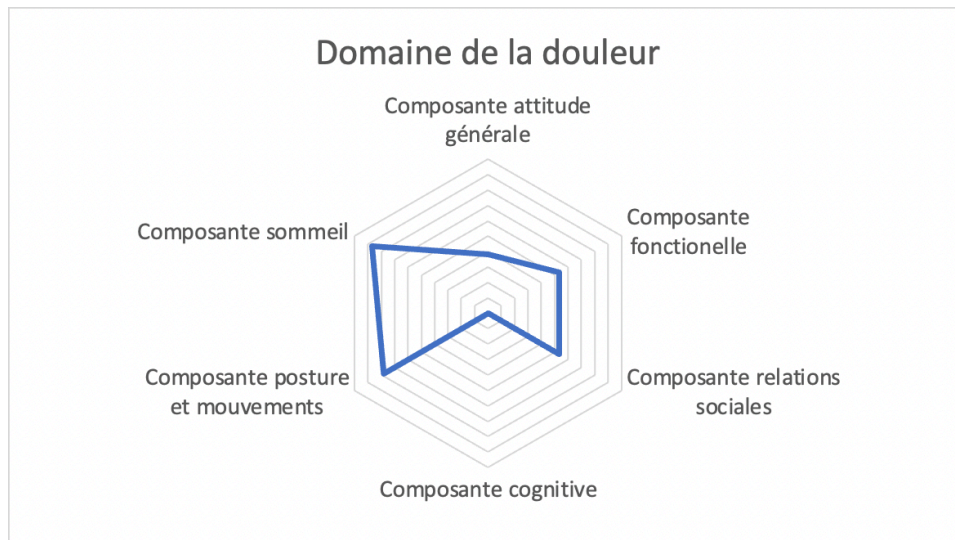 Domaine de la douleur
Composante attitude
générale
Composante sommeil
Composante
fonctionelle
Composante posture
et mouvements
Composante relations
sociales
Composante cognitive